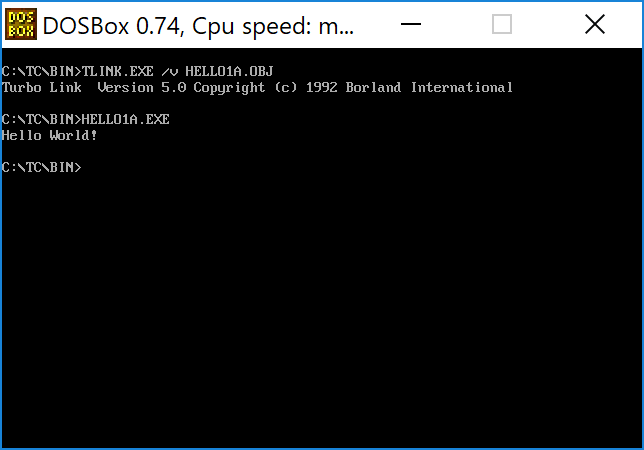 DOS
BOX
DOSBox 0.74, Cpu speed: m...
C:\TC\BIN>TLINK.EXE /v HELLO1A.OBJ
Turbo Link  Version 5.0 Copyright (c) 1992 Borland International
C:\TC\BIN>HELLO1A.EXE
Hello World!
C:\TC\BIN>